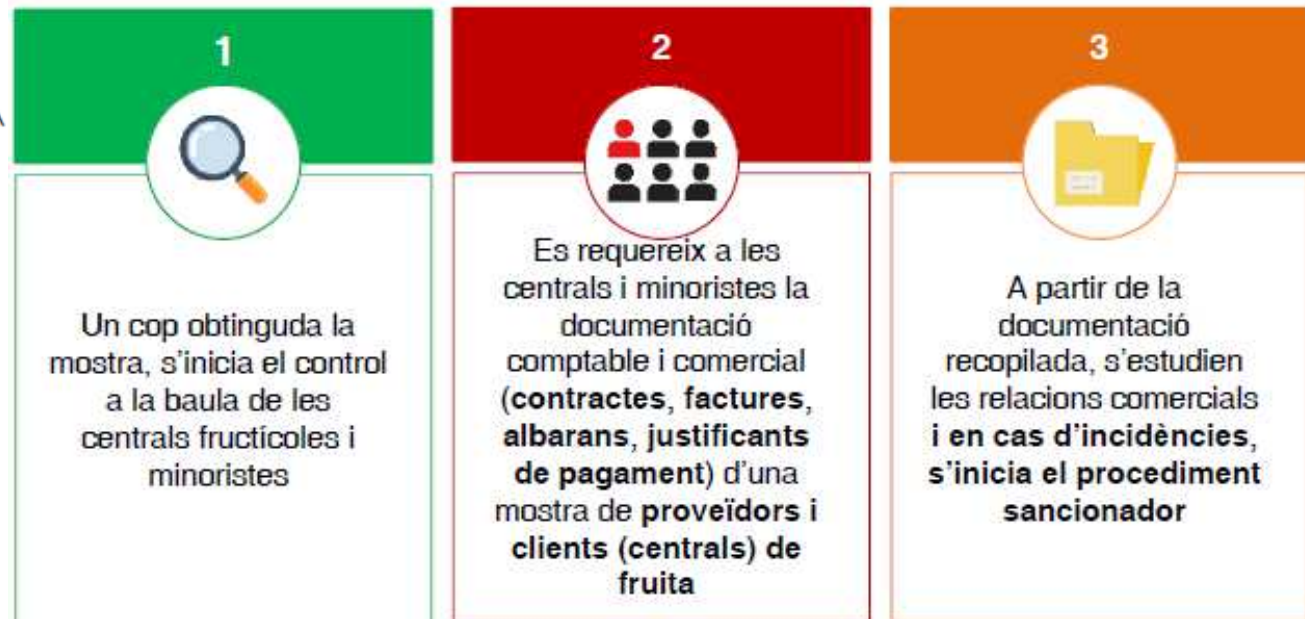 1
Un cop obtinguda la
mostra, s'inicia el control
a la baula de les
centrals fructícoles i
minoristes
2
Es requereix a les
centrals i minoristes la
documentació
comptable i comercial
(contractes, factures,
albarans, justificants
de pagament) d'una
mostra de proveïdors i
clients (centrals) de
fruita
3
A partir de la
documentació
recopilada, s'estudien
les relacions comercials
i en cas d'incidències,
s'inicia el procediment
sancionador